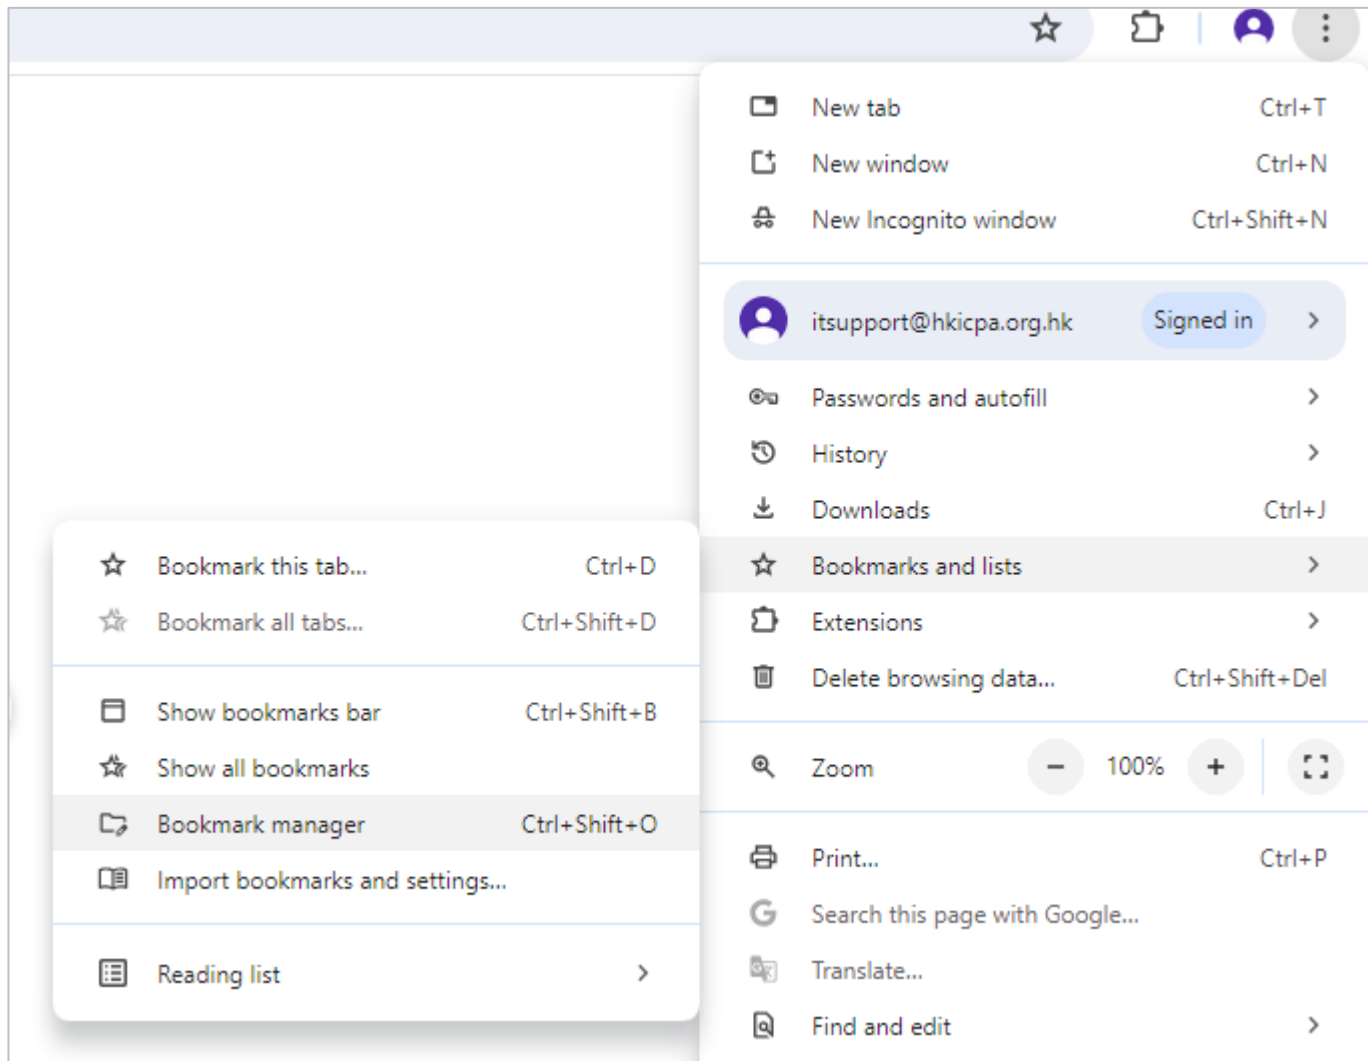 New tab Ctrl+T
New window Ctrl+N
New Incognito window Ctrl+Shift+N
itsupport@hkicpa.org.hk Signed in
Passwords and autofill
History
Downloads Ctrl+J
Bookmarks and lists
Extensions
Delete browsing data... Ctrl+Shift+Del
Zoom − 100% +
Print... Ctrl+P
Search this page with Google...
Translate...
Find and edit
Bookmark this tab... Ctrl+D
Bookmark all tabs... Ctrl+Shift+D
Show bookmarks bar Ctrl+Shift+B
Show all bookmarks
Bookmark manager Ctrl+Shift+O
Import bookmarks and settings...
Reading list